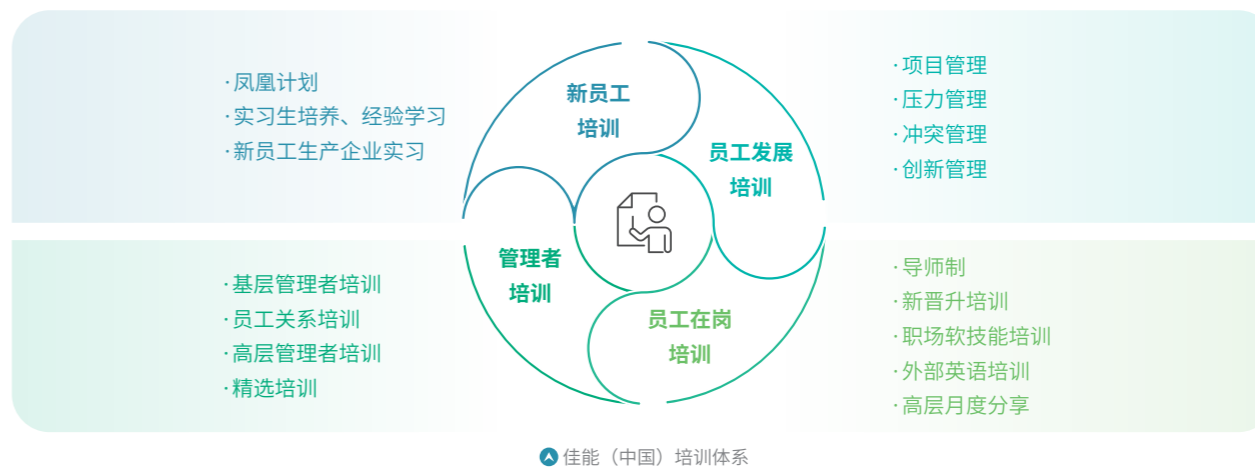 ·凤凰计划
·实习生培养、经验学习
·新员工生产企业实习
新员工
培训
员工发展
培训
·项目管理
·压力管理
·冲突管理
·创新管理
·基层管理者培训
·员工关系培训
·高层管理者培训
·精选培训
管理者
培训
员工在岗
培训
·导师制
·新晋升培训
·职场软技能培训
·外部英语培训
·高层月度分享
佳能（中国）培训体系